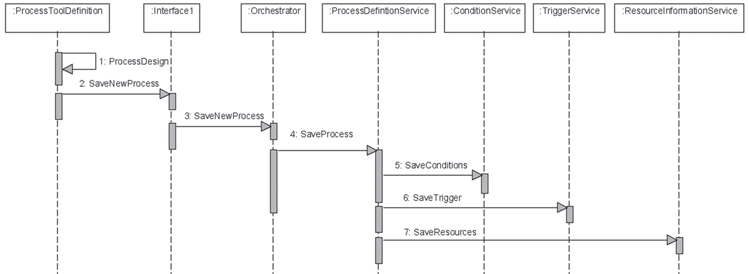 :ProcessToolDefinition
:Interface1
:Orchestrator
:ProcessDefintionService
:ConditionService
:TriggerService
:ResourceInformationService
1: ProcessDesign
2: SaveNewProcess
3: SaveNewProcess
4: SaveProcess
5: SaveConditions
6: SaveTrigger
7: SaveResources